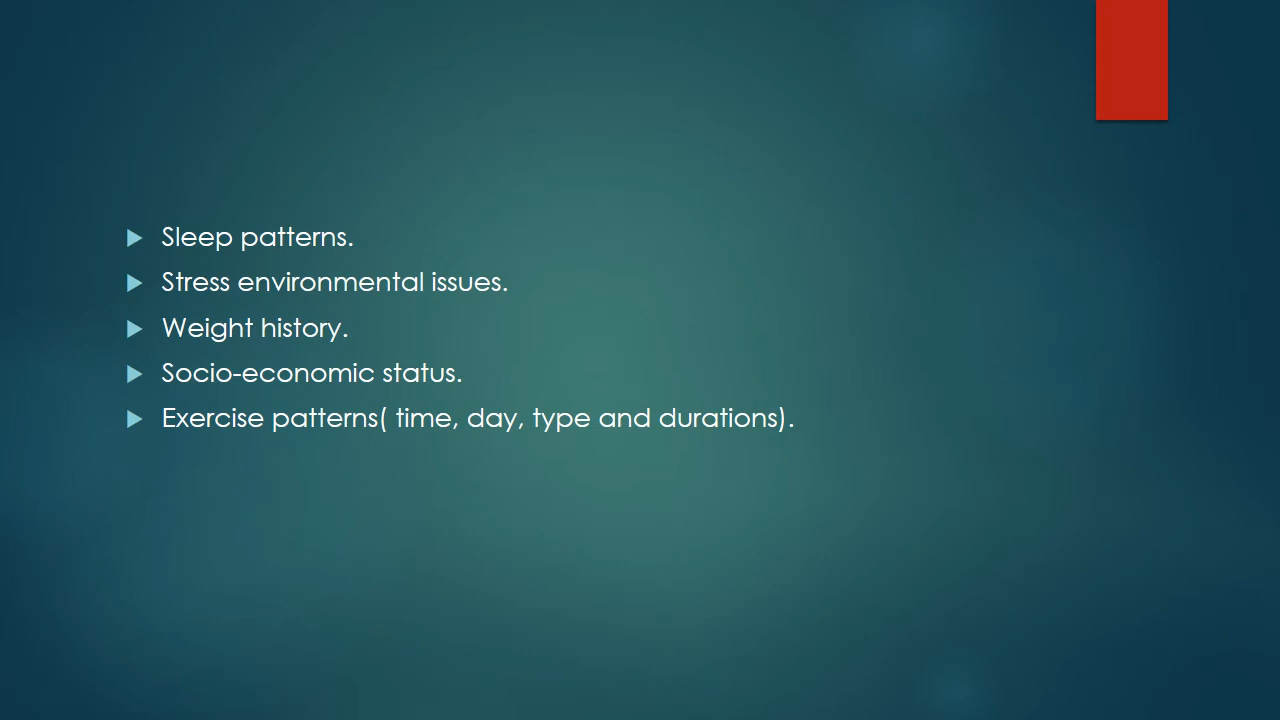 Sleep patterns.
Stress environmental issues.
Weight history.
Socio-economic status.
Exercise patterns( time, day, type and durations).